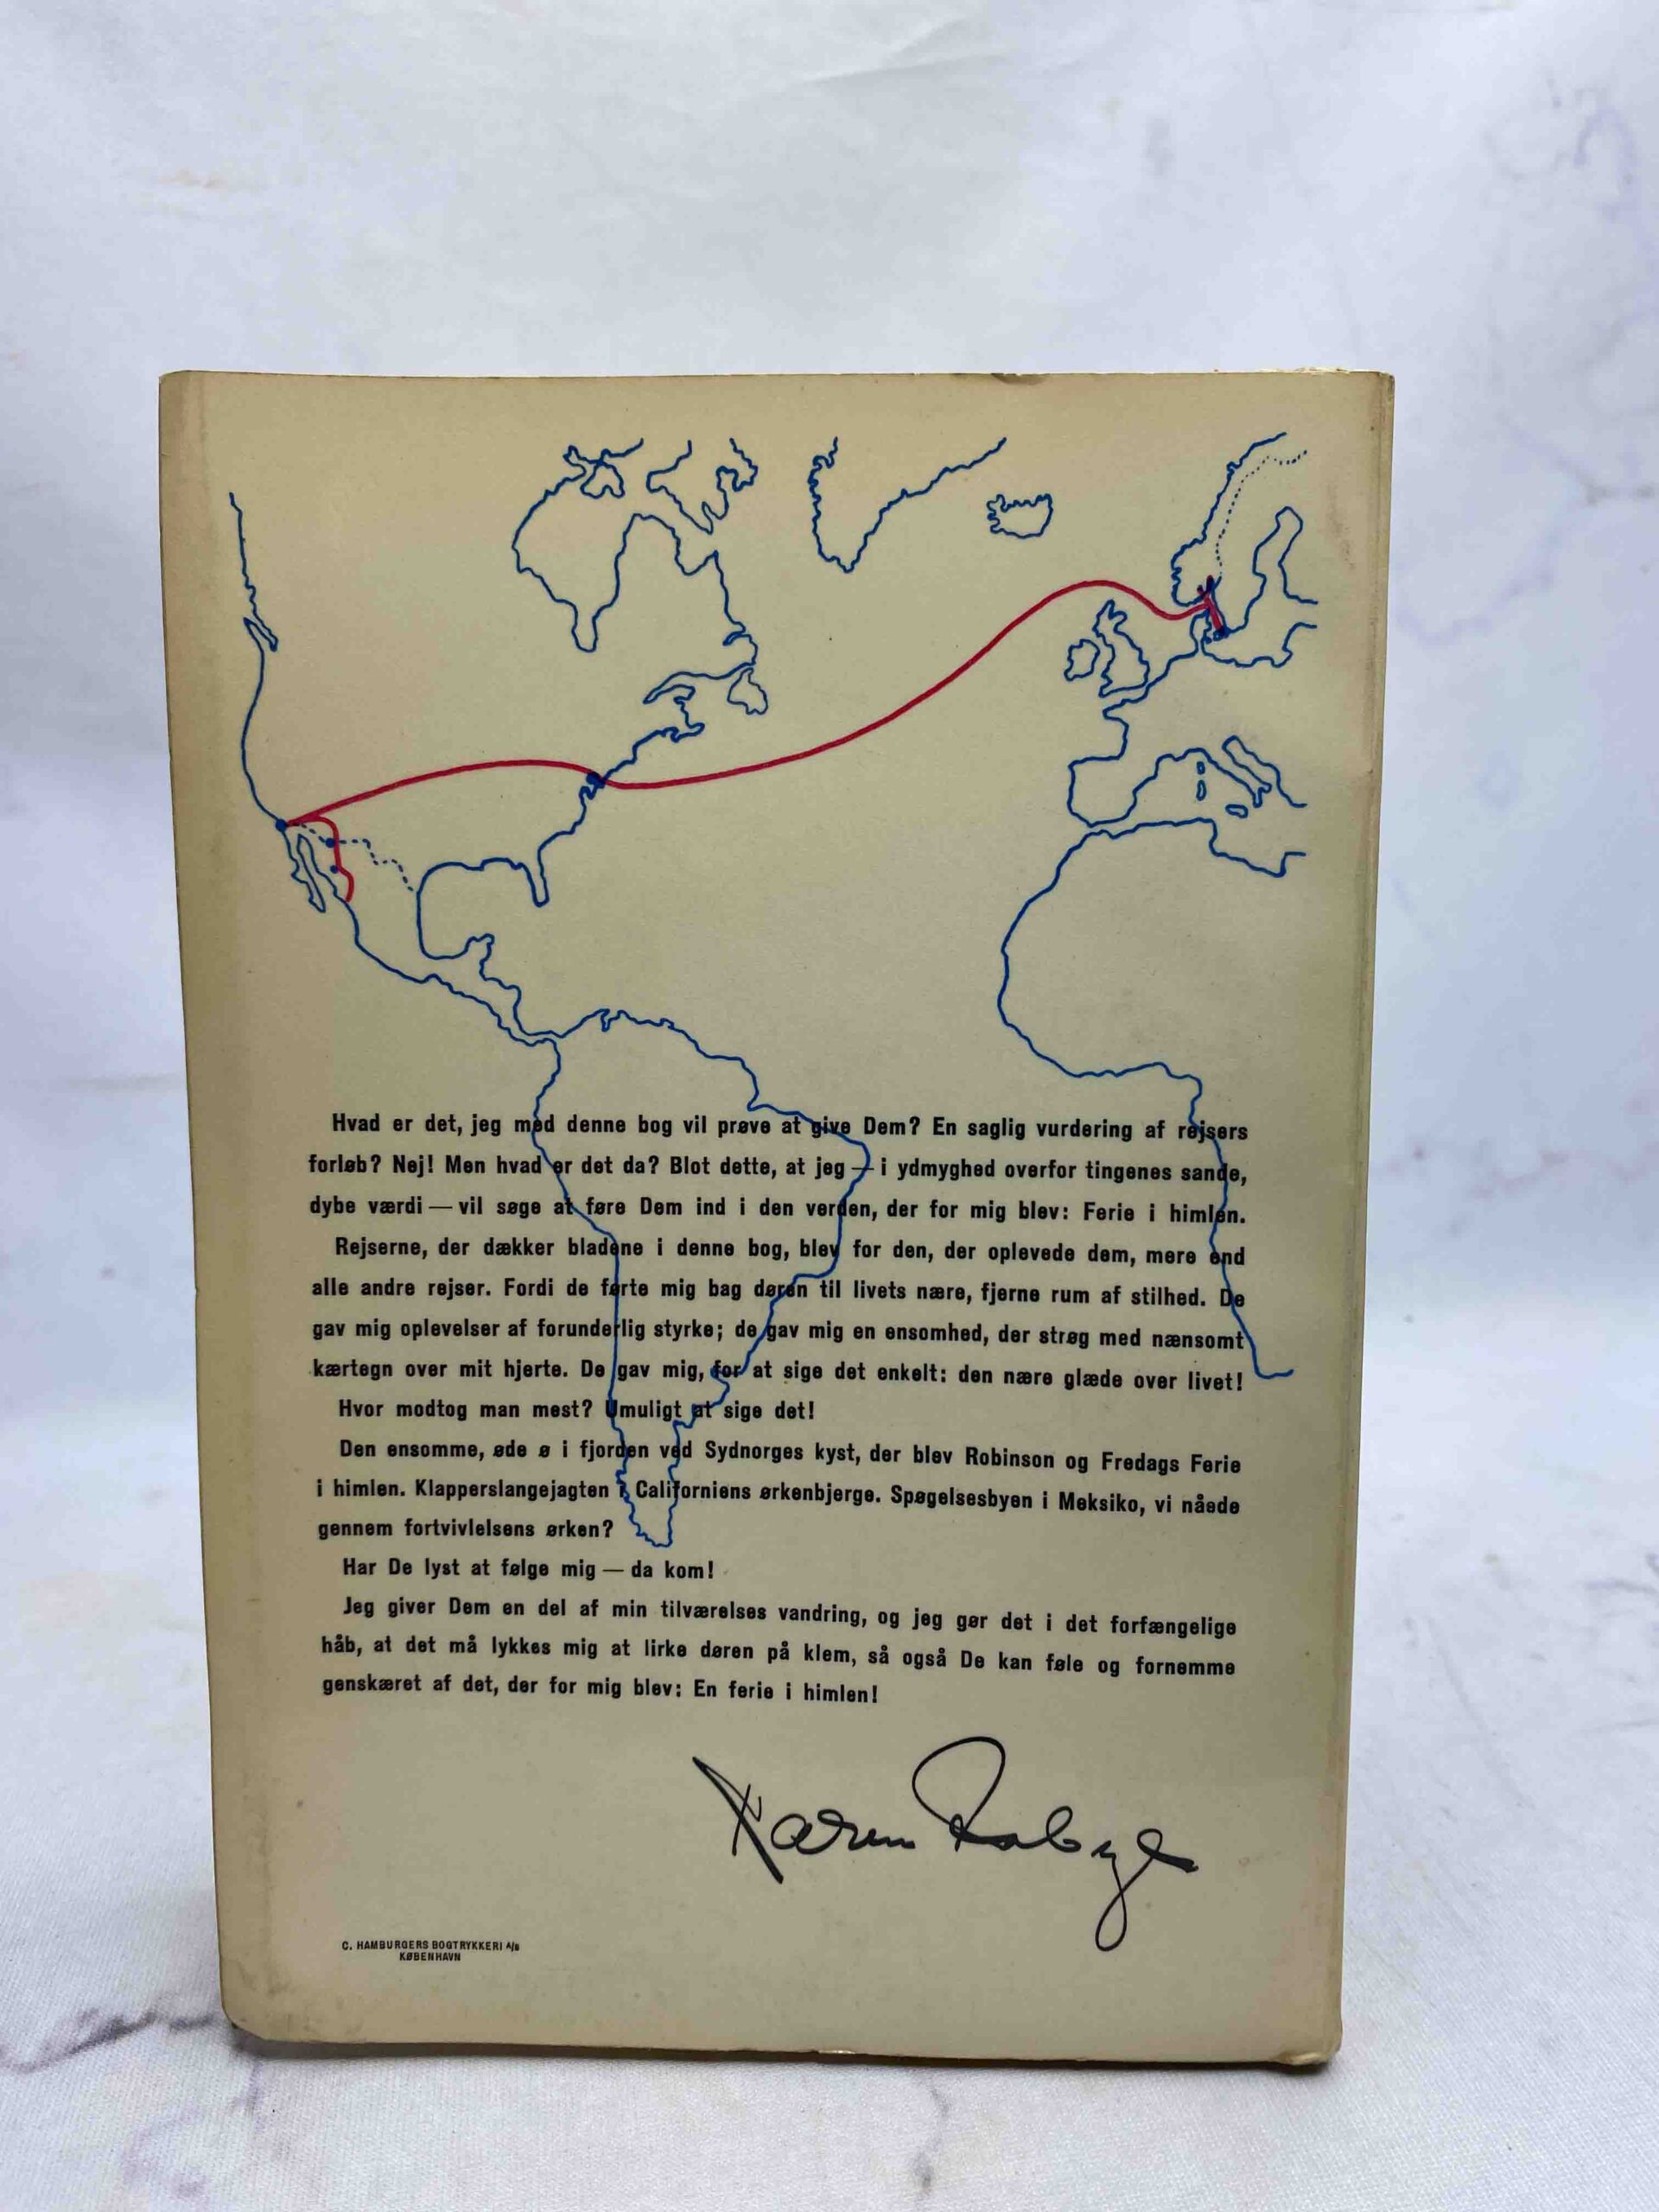 Hvad er det, jeg med denne bog vil prøve at give Dem? En saglig vurdering af rejsers
forløb? Nej! Men hvad er det da? Blot dette, at jeg — i ydmyghed overfor tingenes sande,
dybe værdi — vil søge at føre Dem ind i den verden, der for mig blev: Ferie i himlen.
Rejserne, der dækker bladene i denne bog, blev for den, der oplevede dem, mere end
alle andre rejser. Fordi de førte mig bag døren til livets nære, fjerne rum af stilhed. De
gav mig oplevelser af forunderlig styrke; de gav mig en ensomhed, der strøg med nænsomt
kærtegn over mit hjerte. De gav mig, for at sige det enkelt: den nære glæde over livet!
Hvor modtog man mest? Umuligt at sige det!
Den ensomme, øde ø i fjorden ved Sydnorges kyst, der blev Robinson og Fredags Ferie
i himlen. Klapperslangejagten i Californiens ørkenbjerge. Spøgelsesbyen i Meksiko, vi nåede
gennem fortvivlelsens ørken?
Har De lyst at følge mig — da kom!
Jeg giver Dem en del af min tilværelses vandring, og jeg gør det i det forfængelige
håb, at det må lykkes mig at lirke døren på klem, så også De kan føle og fornemme
genskæret af det, der for mig blev: En ferie i himlen!
Karen Aabye
C. HAMBURGERS BOGTRYKKERI A/S
KØBENHAVN